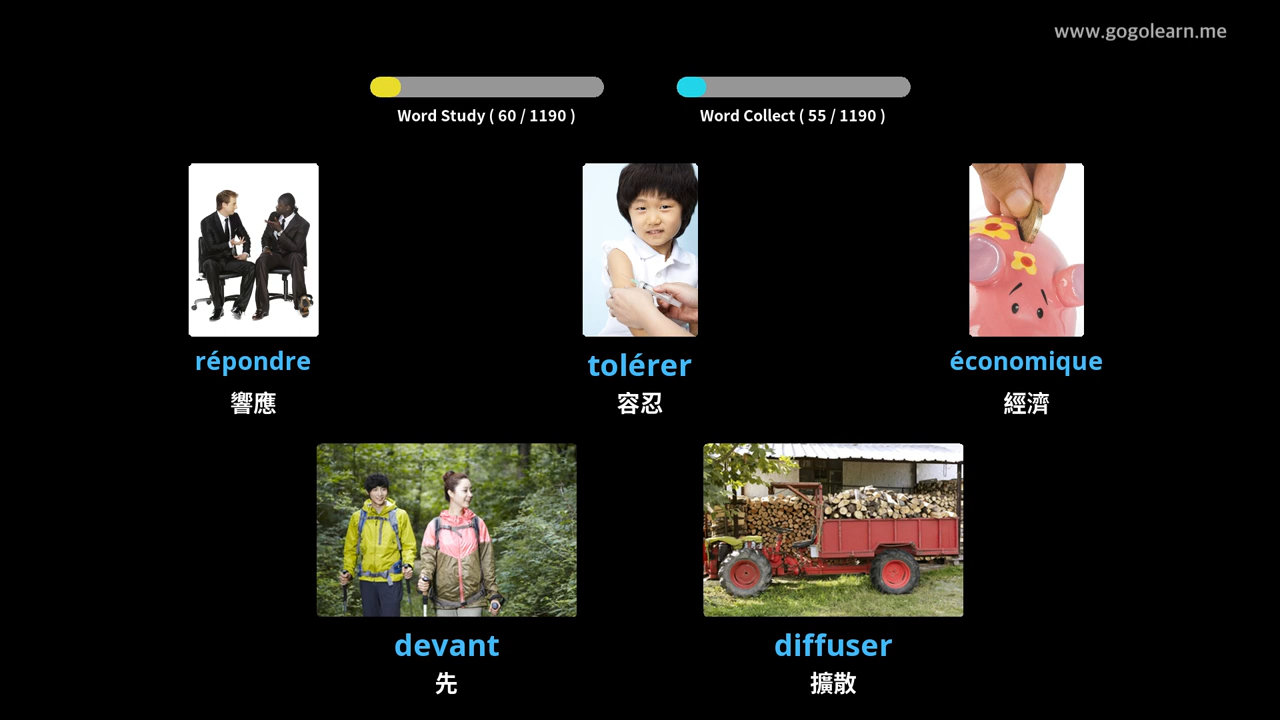 www.gogolearn.me
Word Study ( 60 / 1190 )
Word Collect ( 55 / 1190 )
répondre
響應
tolérer
容忍
économique
經濟
devant
先
diffuser
擴散